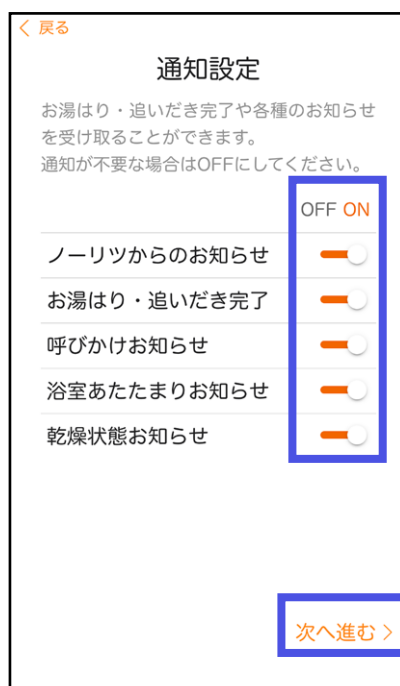 < 戻る
通知設定
お湯はり・追いだき完了や各種のお知らせ
を受け取ることができます。
通知が不要な場合はOFFにしてください。
OFF ON
ノーリツからのお知らせ
お湯はり・追いだき完了
呼びかけお知らせ
浴室あたたまりお知らせ
乾燥状態お知らせ
次へ進む >